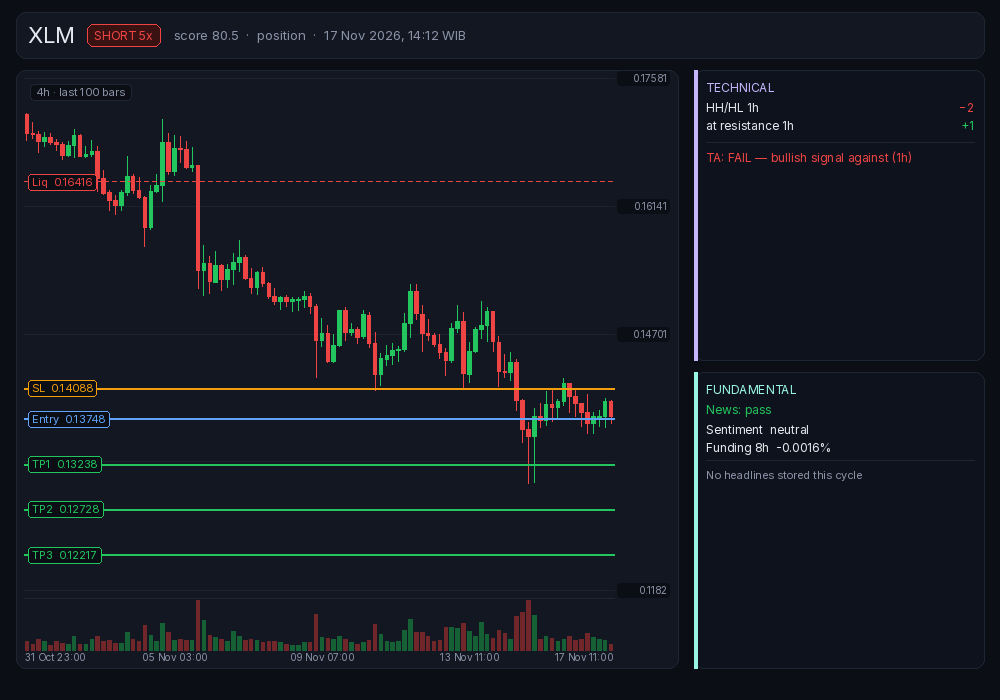 XLM SHORT 5x score 80.5 · position · 17 Nov 2026, 14:12 WIB
4h · last 100 bars
0.17581
Liq 0.16416
0.16141
0.14701
SL 0.14088
Entry 0.13748
TP1 0.13238
TP2 0.12728
TP3 0.12217
0.1182
31 Oct 23:00 05 Nov 03:00 09 Nov 07:00 13 Nov 11:00 17 Nov 11:00
TECHNICAL
HH/HL 1h −2
at resistance 1h +1
TA: FAIL — bullish signal against (1h)
FUNDAMENTAL
News: pass
Sentiment neutral
Funding 8h -0.0016%
No headlines stored this cycle